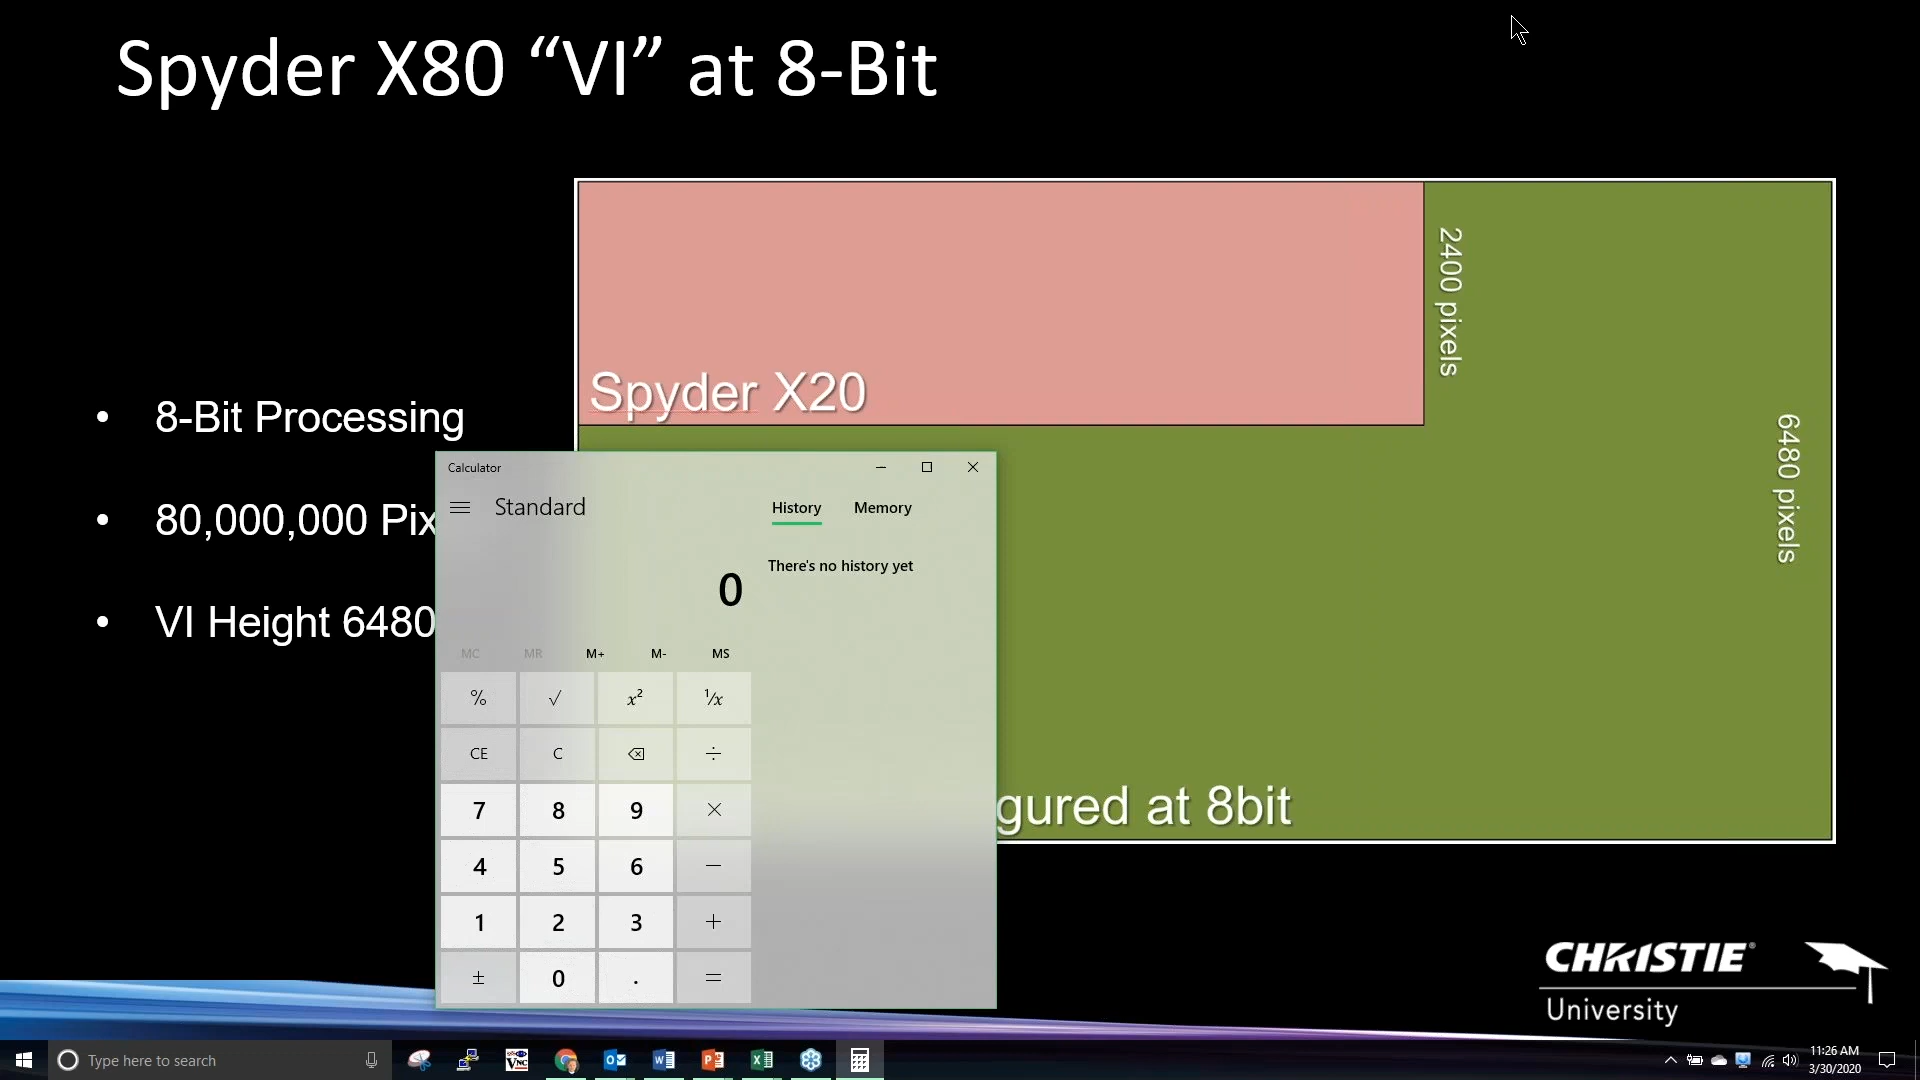 Spyder X80 “VI” at 8-Bit
2400 pixels
Spyder X20
6480 pixels
• 8-Bit Processing
• 80,000,000
• VI Height 6480
at 8bit
Calculator
Standard
History Memory
There's no history yet
0
MC MR M+ M- MS
% √ x² ¹/x
CE C ÷
7 8 9 ×
4 5 6 −
1 2 3 +
± 0 . =
CHRISTIE®
University
Type here to search
11:26 AM
3/30/2020